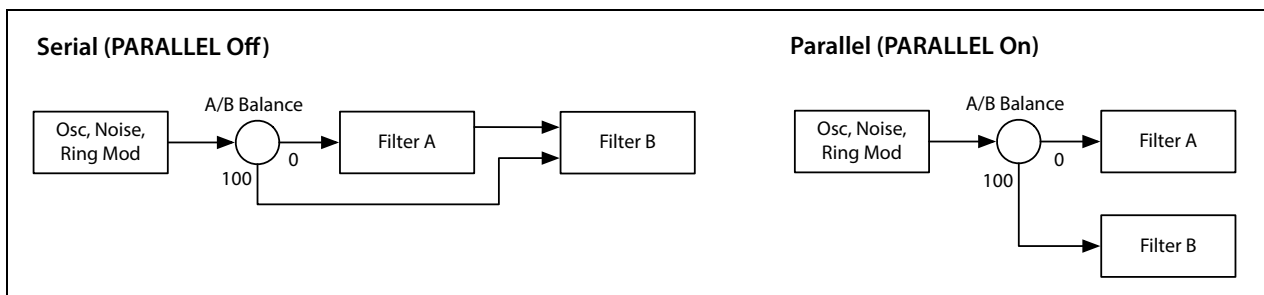 Serial (PARALLEL Off)
A/B Balance
Osc, Noise,
Ring Mod
Filter A
Filter B
0
100
Parallel (PARALLEL On)
A/B Balance
Osc, Noise,
Ring Mod
Filter A
0
100
Filter B